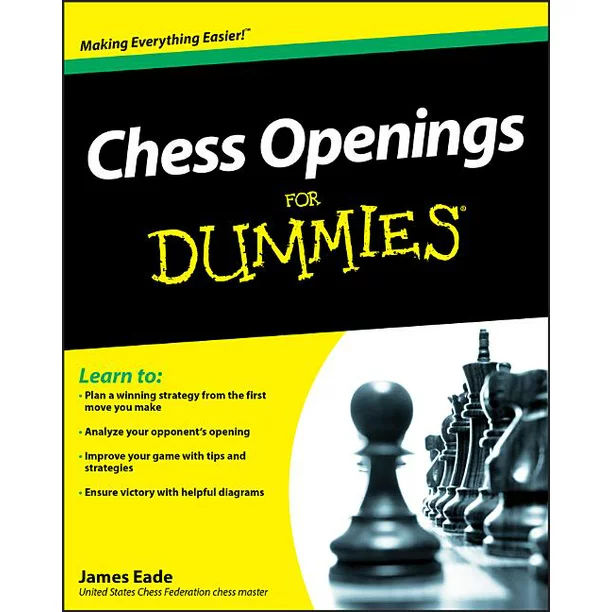 Making Everything Easier!™
Chess Openings
FOR
DUMMIES®
Learn to:
• Plan a winning strategy from the first
move you make
• Analyze your opponent's opening
• Improve your game with tips and
strategies
• Ensure victory with helpful diagrams
James Eade
United States Chess Federation chess master